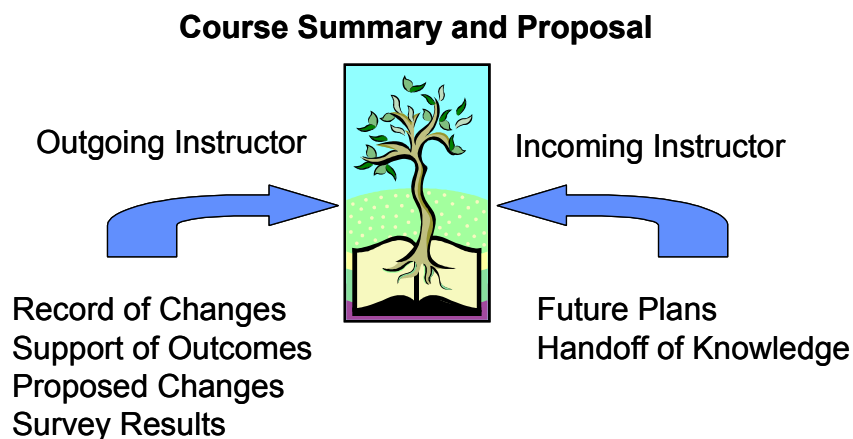 Course Summary and Proposal
Outgoing Instructor
Incoming Instructor
Record of Changes
Support of Outcomes
Proposed Changes
Survey Results
Future Plans
Handoff of Knowledge